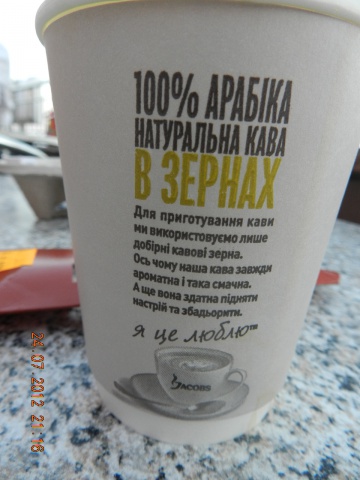 100% АРАБІКА
НАТУРАЛЬНА КАВА
В ЗЕРНАХ
Для приготування кави
ми використовуємо лише
добірні кавові зерна.
Ось чому наша кава завжди
ароматна і така смачна.
А ще вона здатна підняти
настрій та збадьорити.
я це люблю™
JACOBS
24.07.2012 21:16